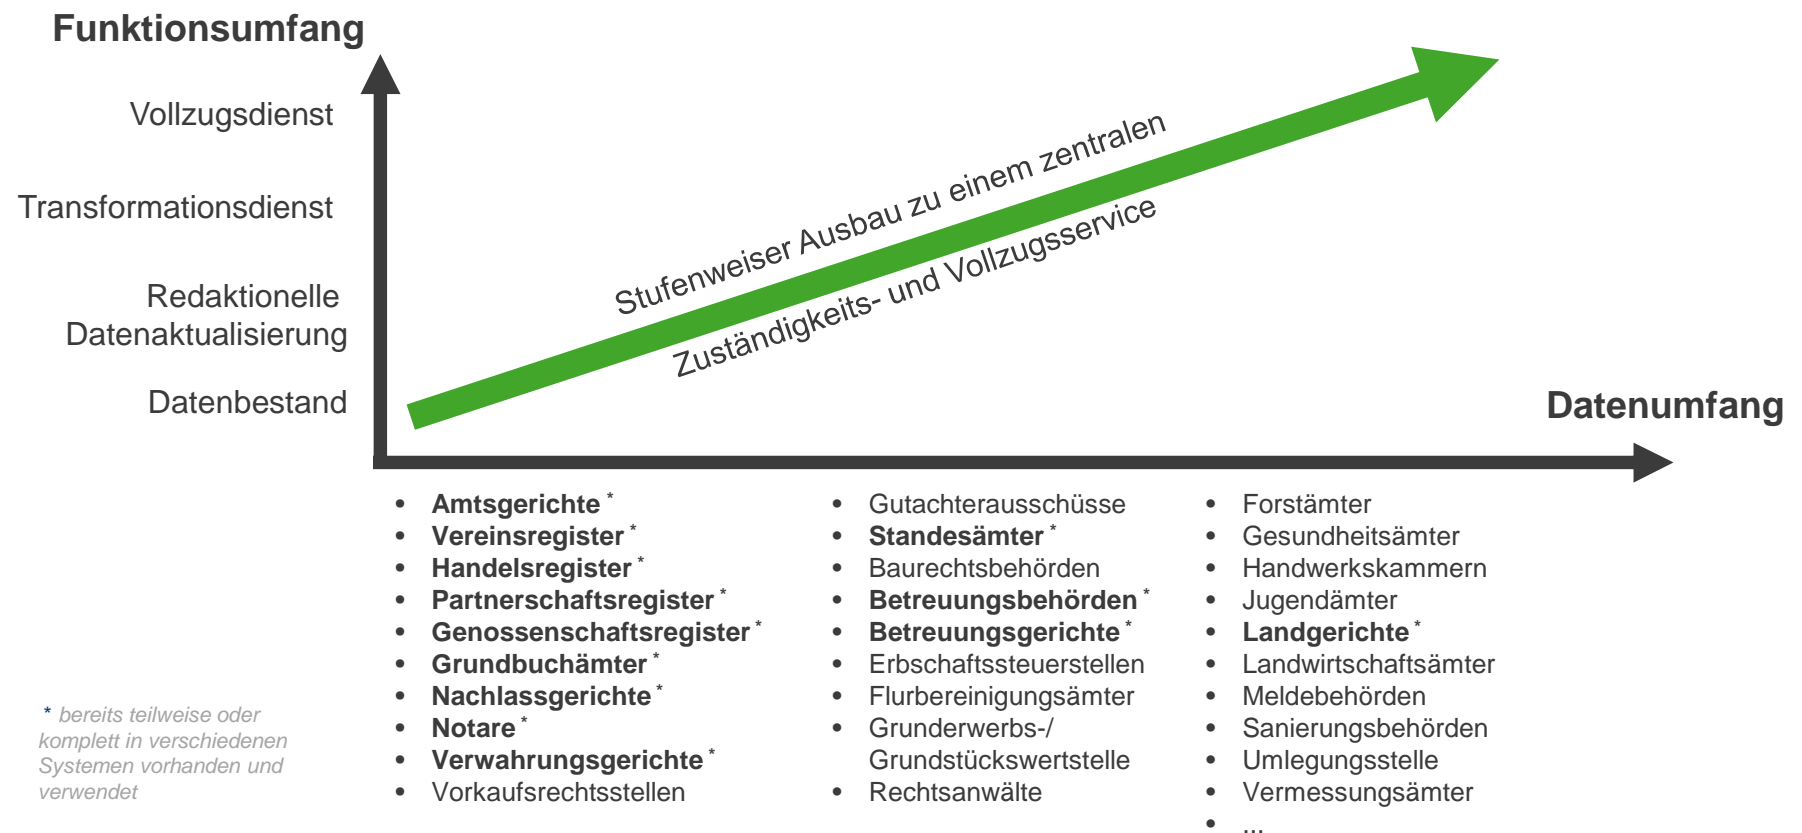 Funktionsumfang
Vollzugsdienst
Transformationsdienst
Redaktionelle
Datenaktualisierung
Datenbestand
Stufenweiser Ausbau zu einem zentralen
Zuständigkeits- und Vollzugsservice
Datenumfang
• Amtsgerichte *
• Vereinsregister *
• Handelsregister *
• Partnerschaftsregister *
• Genossenschaftsregister *
• Grundbuchämter *
• Nachlassgerichte *
• Notare *
• Verwahrungsgerichte *
• Vorkaufsrechtsstellen
• Gutachterausschüsse
• Standesämter *
• Baurechtsbehörden
• Betreuungsbehörden *
• Betreuungsgerichte *
• Erbschaftssteuerstellen
• Flurbereinigungsämter
• Grunderwerbs-/
Grundstückswertstelle
• Rechtsanwälte
• Forstämter
• Gesundheitsämter
• Handwerkskammern
• Jugendämter
• Landgerichte *
• Landwirtschaftsämter
• Meldebehörden
• Sanierungsbehörden
• Umlegungsstelle
• Vermessungsämter
• ...
* bereits teilweise oder
komplett in verschiedenen
Systemen vorhanden und
verwendet